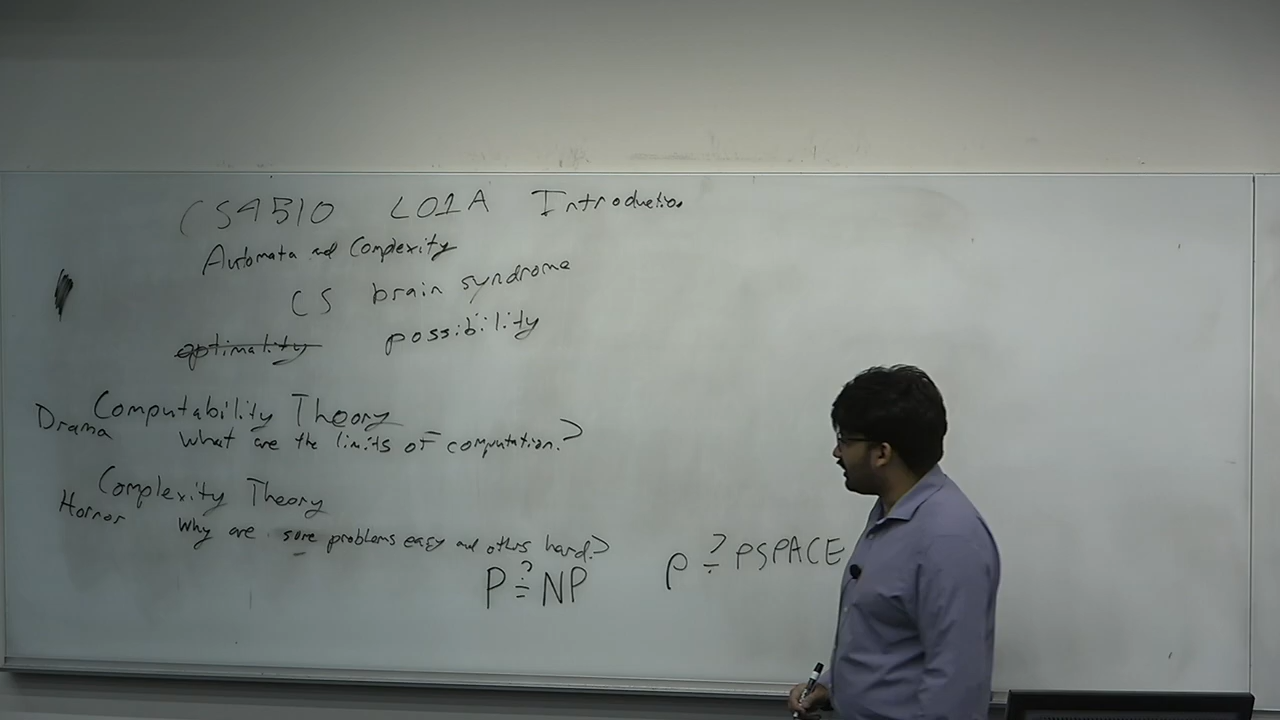 CS4510 L01A Introduction
Automata and Complexity
CS brain syndrome
optimality possibility
Computability Theory
Drama What are the limits of computation?
Complexity Theory
Horror Why are some problems easy and others hard?
P ≟ NP P ≟ PSPACE